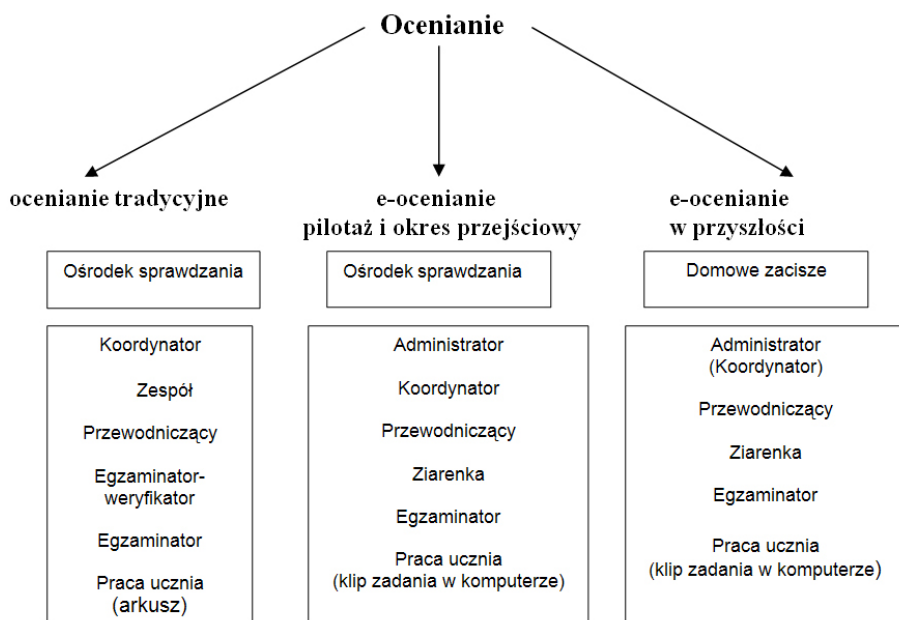 Ocenianie
ocenianie tradycyjne
Ośrodek sprawdzania
Koordynator
Zespół
Przewodniczący
Egzaminator-
weryfikator
Egzaminator
Praca ucznia
(arkusz)
e-ocenianie
pilotaż i okres przejściowy
Ośrodek sprawdzania
Administrator
Koordynator
Przewodniczący
Ziarenka
Egzaminator
Praca ucznia
(klip zadania w komputerze)
e-ocenianie
w przyszłości
Domowe zacisze
Administrator
(Koordynator)
Przewodniczący
Ziarenka
Egzaminator
Praca ucznia
(klip zadania w komputerze)